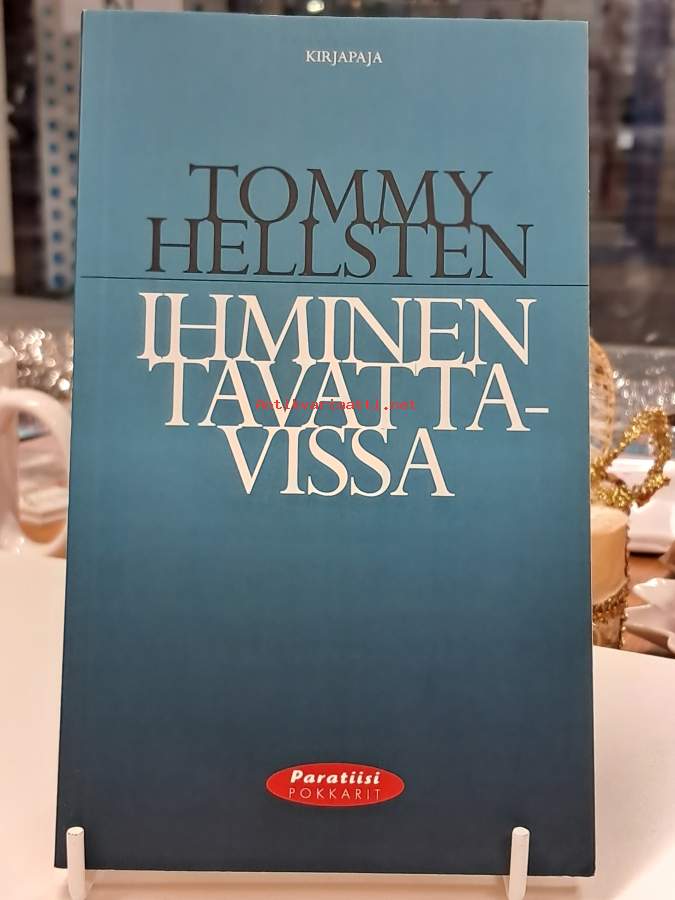 KIRJAPAJA
TOMMY
HELLSTEN
IHMINEN
TAVATTA-
Antikvariaatti.net
VISSA
Paratiisi
POKKARIT